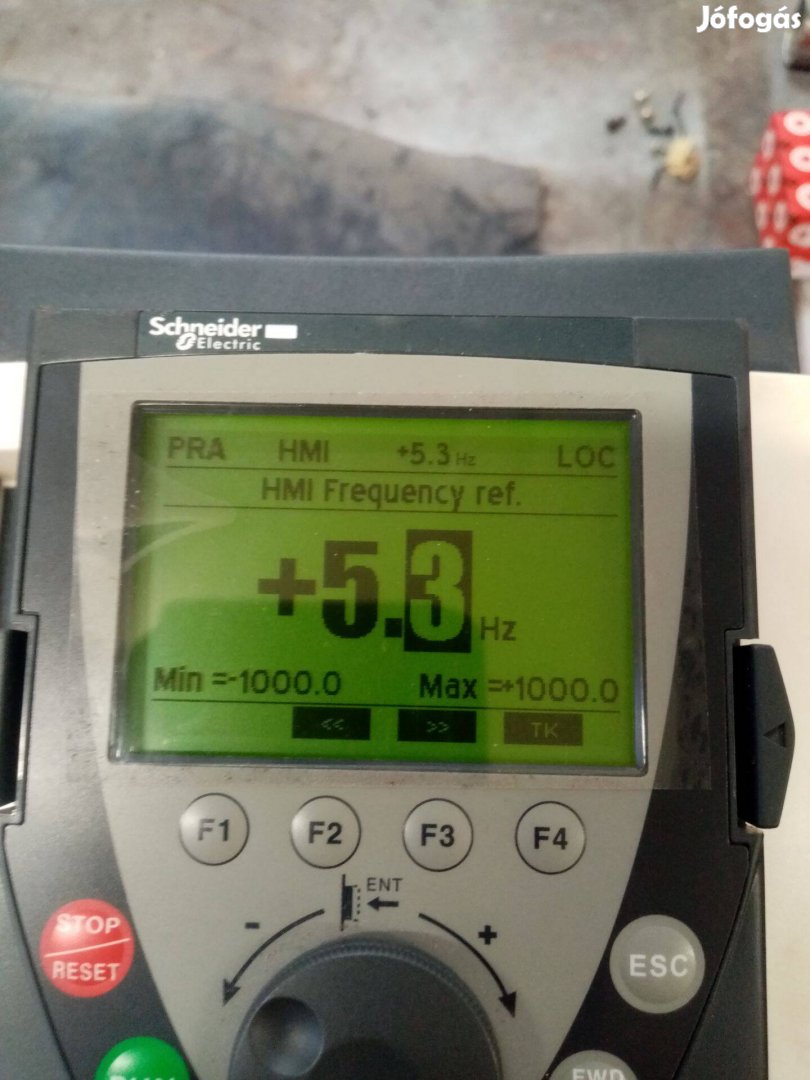 Jófogás
Schneider
Electric
PRA HMI +5.3 Hz LOC
HMI Frequency ref.
+5.3 Hz
Min =-1000.0 Max =+1000.0
<< >> TK
F1 F2 F3 F4
ENT
- +
STOP
RESET
ESC
FWD